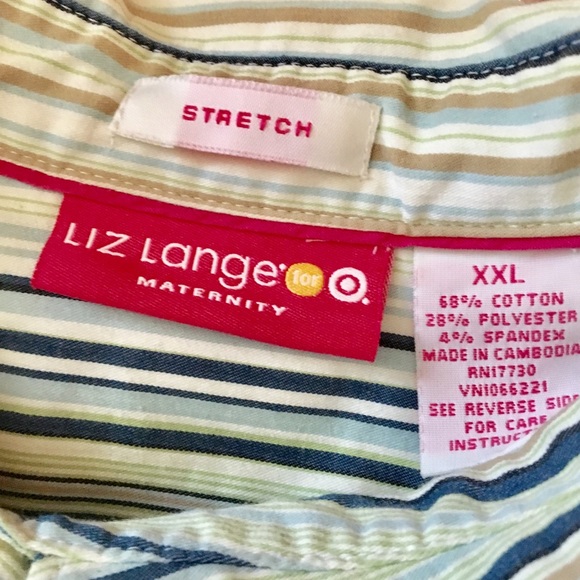 STRETCH
LIZ Lange for
MATERNITY
XXL
68% COTTON
28% POLYESTER
4% SPANDEX
MADE IN CAMBODIA
RN17730
VN1066221
SEE REVERSE SIDE
FOR CARE
INSTRUCT